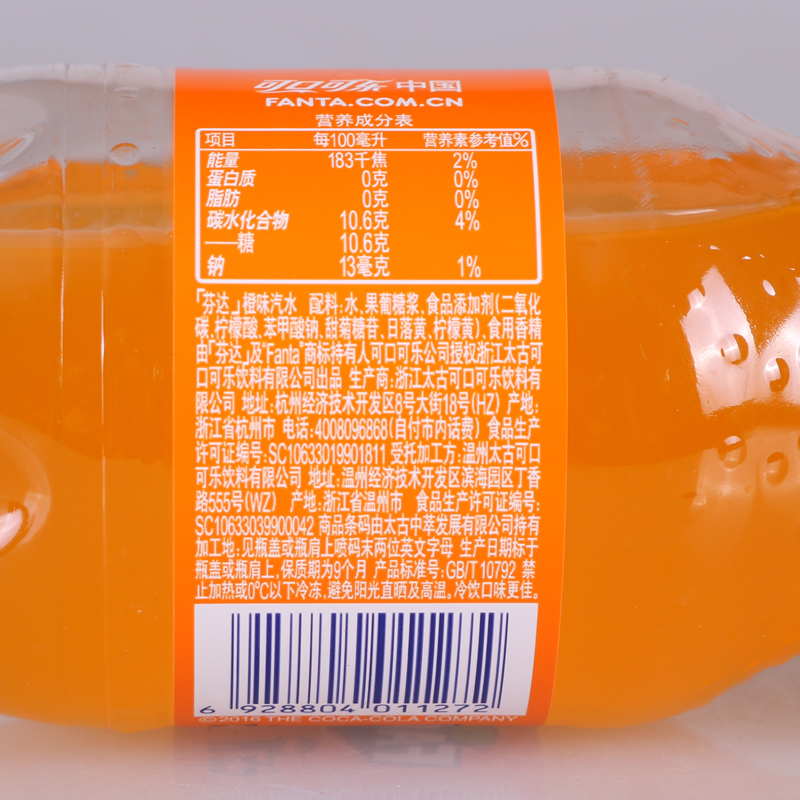 可口可乐 中国
FANTA.COM.CN
营养成分表
项目 每100毫升 营养素参考值%
能量 183千焦 2%
蛋白质 0克 0%
脂肪 0克 0%
碳水化合物 10.6克 4%
——糖 10.6克
钠 13毫克 1%
「芬达」橙味汽水 配料:水、果葡糖浆、食品添加剂(二氧化
碳、柠檬酸、苯甲酸钠、甜菊糖苷、日落黄、柠檬黄)、食用香精
由「芬达」及「Fanta」商标持有人可口可乐公司授权浙江太古可
口可乐饮料有限公司出品 生产商:浙江太古可口可乐饮料有
限公司 地址:杭州经济技术开发区8号大街18号(HZ) 产地:
浙江省杭州市 电话:4008096868(自付市内话费) 食品生产
许可证编号:SC10633019901811 受托加工方:温州太古可口
可乐饮料有限公司 地址:温州经济技术开发区滨海园区丁香
路555号(WZ) 产地:浙江省温州市 食品生产许可证编号:
SC10633039900042 商品条码由太古中萃发展有限公司持有
加工地:见瓶盖或瓶肩上喷码末两位英文字母 生产日期标于
瓶盖或瓶肩上,保质期为9个月 产品标准号:GB/T 10792 禁
止加热或0°C以下冷冻,避免阳光直晒及高温。冷饮口味更佳。
6 928804 011272
©2016 THE COCA-COLA COMPANY